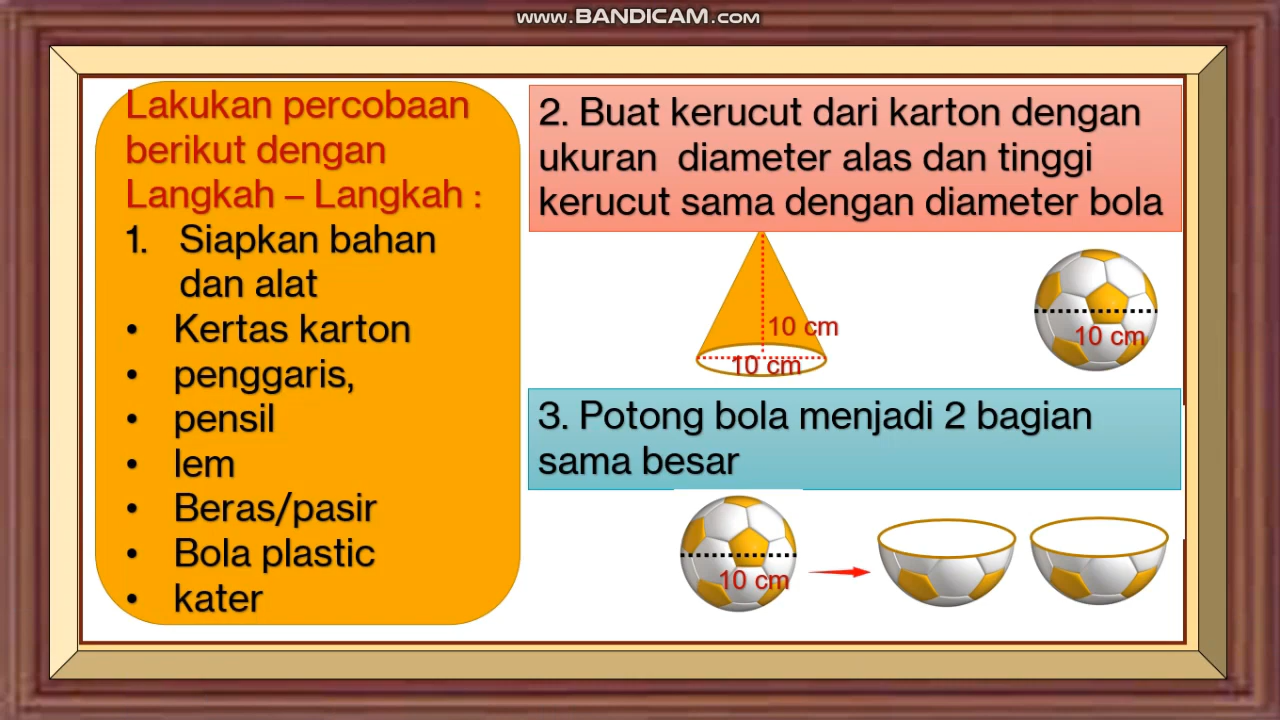 www.BANDICAM.com
Lakukan percobaan
berikut dengan
Langkah – Langkah :
1. Siapkan bahan
dan alat
• Kertas karton
• penggaris,
• pensil
• lem
• Beras/pasir
• Bola plastic
• kater
2. Buat kerucut dari karton dengan
ukuran diameter alas dan tinggi
kerucut sama dengan diameter bola
10 cm
10 cm
10 cm
3. Potong bola menjadi 2 bagian
sama besar
10 cm